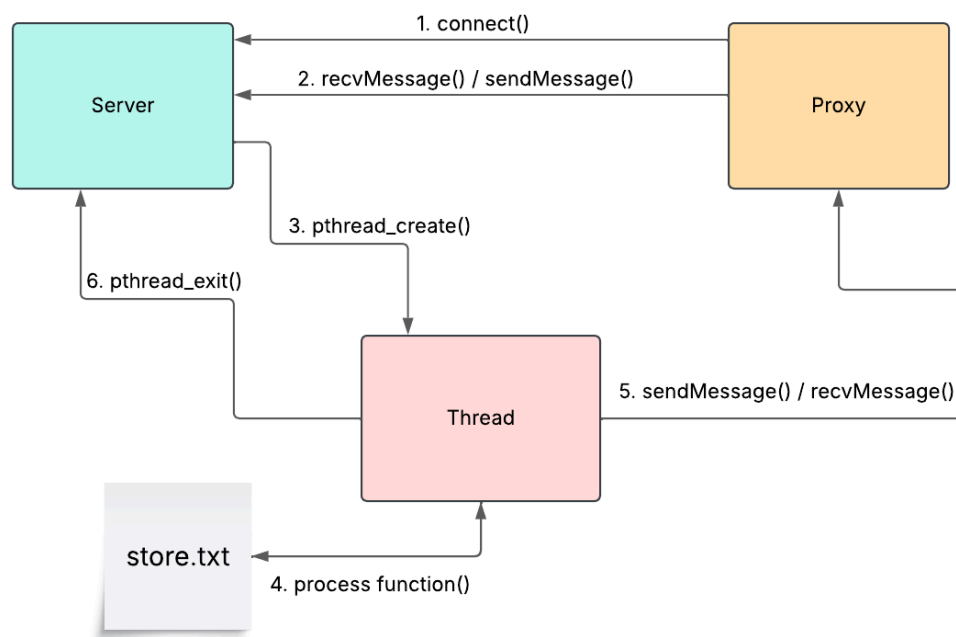 1. connect()
2. recvMessage() / sendMessage()
Server
Proxy
3. pthread_create()
6. pthread_exit()
5. sendMessage() / recvMessage()
Thread
store.txt
4. process function()